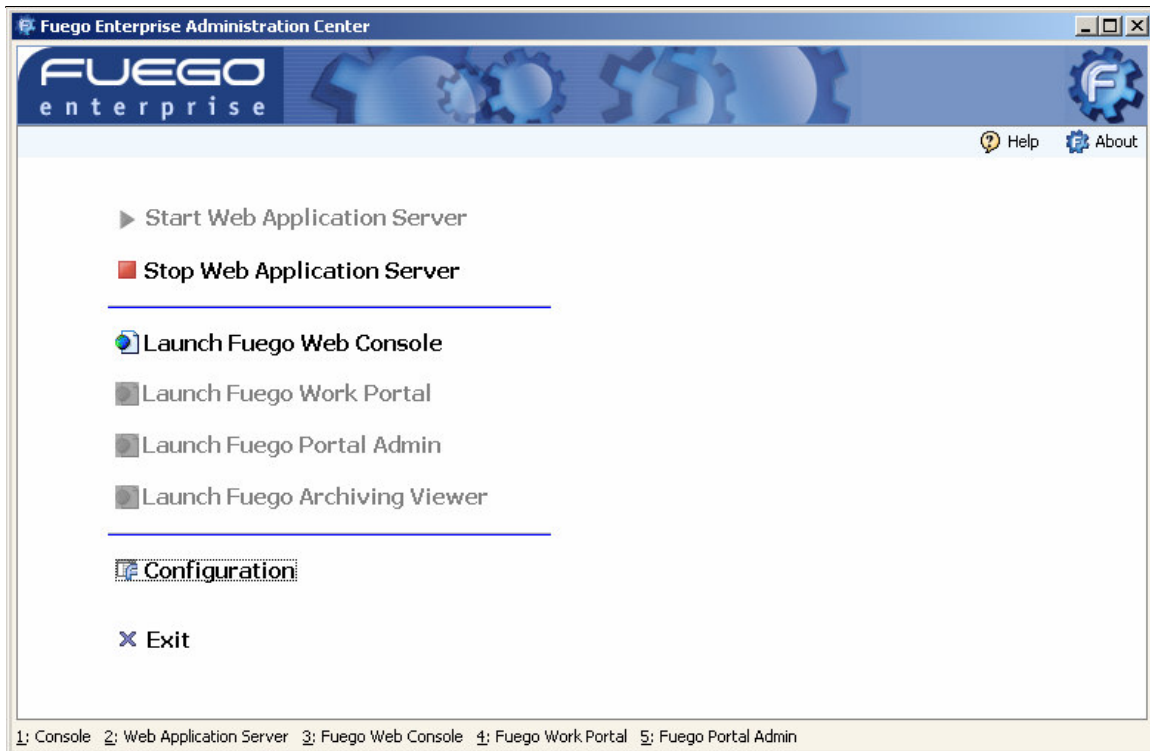 Fuego Enterprise Administration Center
FUEGO
enterprise
F
Help About
Start Web Application Server
Stop Web Application Server
Launch Fuego Web Console
Launch Fuego Work Portal
Launch Fuego Portal Admin
Launch Fuego Archiving Viewer
Configuration
Exit
1: Console 2: Web Application Server 3: Fuego Web Console 4: Fuego Work Portal 5: Fuego Portal Admin